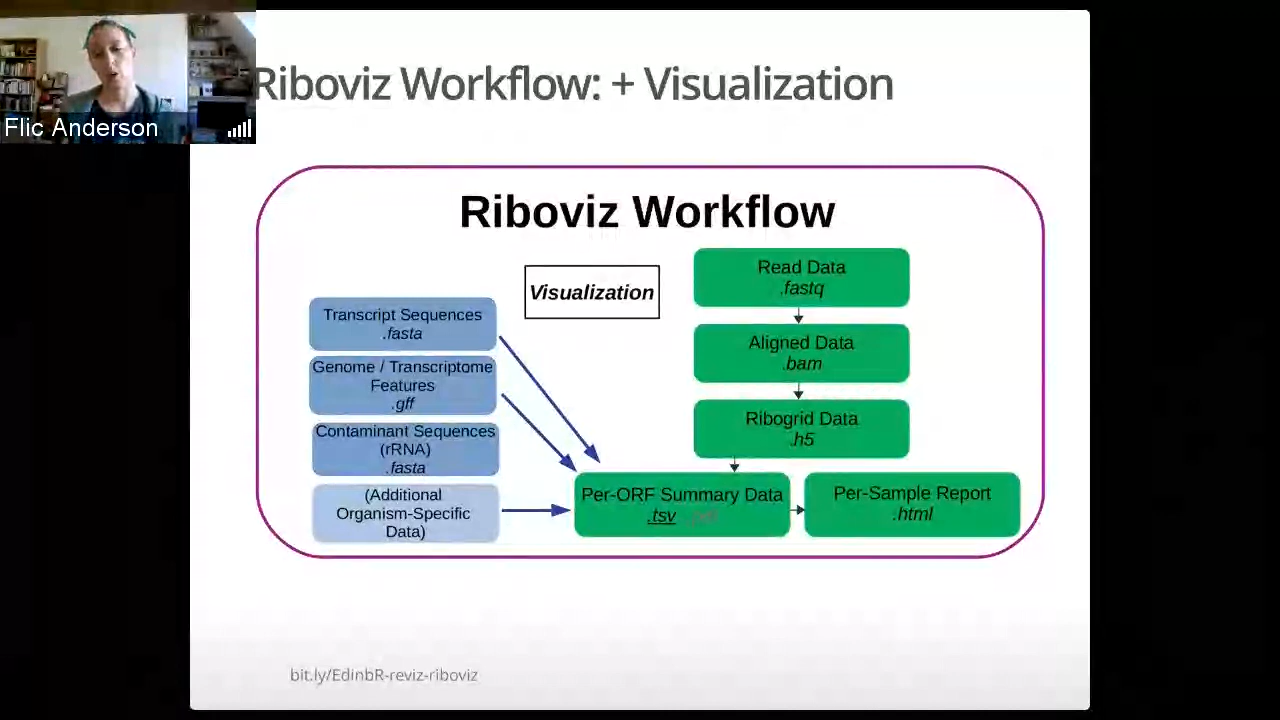 Riboviz Workflow: + Visualization
Flic Anderson
Riboviz Workflow
Visualization
Read Data
.fastq
Aligned Data
.bam
Ribogrid Data
.h5
Transcript Sequences
.fasta
Genome / Transcriptome
Features
.gff
Contaminant Sequences
(rRNA)
.fasta
(Additional
Organism-Specific
Data)
Per-ORF Summary Data
.tsv
Per-Sample Report
.html
bit.ly/EdinbR-reviz-riboviz